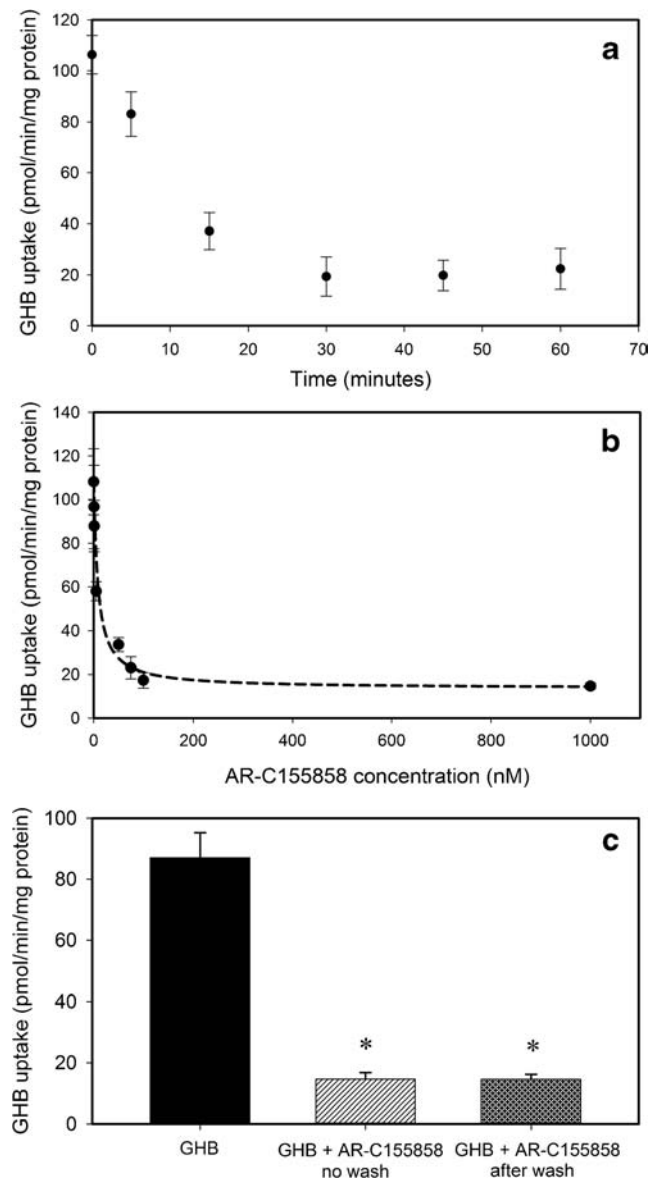 a
GHB uptake (pmol/min/mg protein)
120
100
80
60
40
20
0
0 10 20 30 40 50 60 70
Time (minutes)
b
GHB uptake (pmol/min/mg protein)
140
120
100
80
60
40
20
0
0 200 400 600 800 1000
AR-C155858 concentration (nM)
c
GHB uptake (pmol/min/mg protein)
100
80
60
40
20
0
* *
GHB
GHB + AR-C155858
no wash
GHB + AR-C155858
after wash